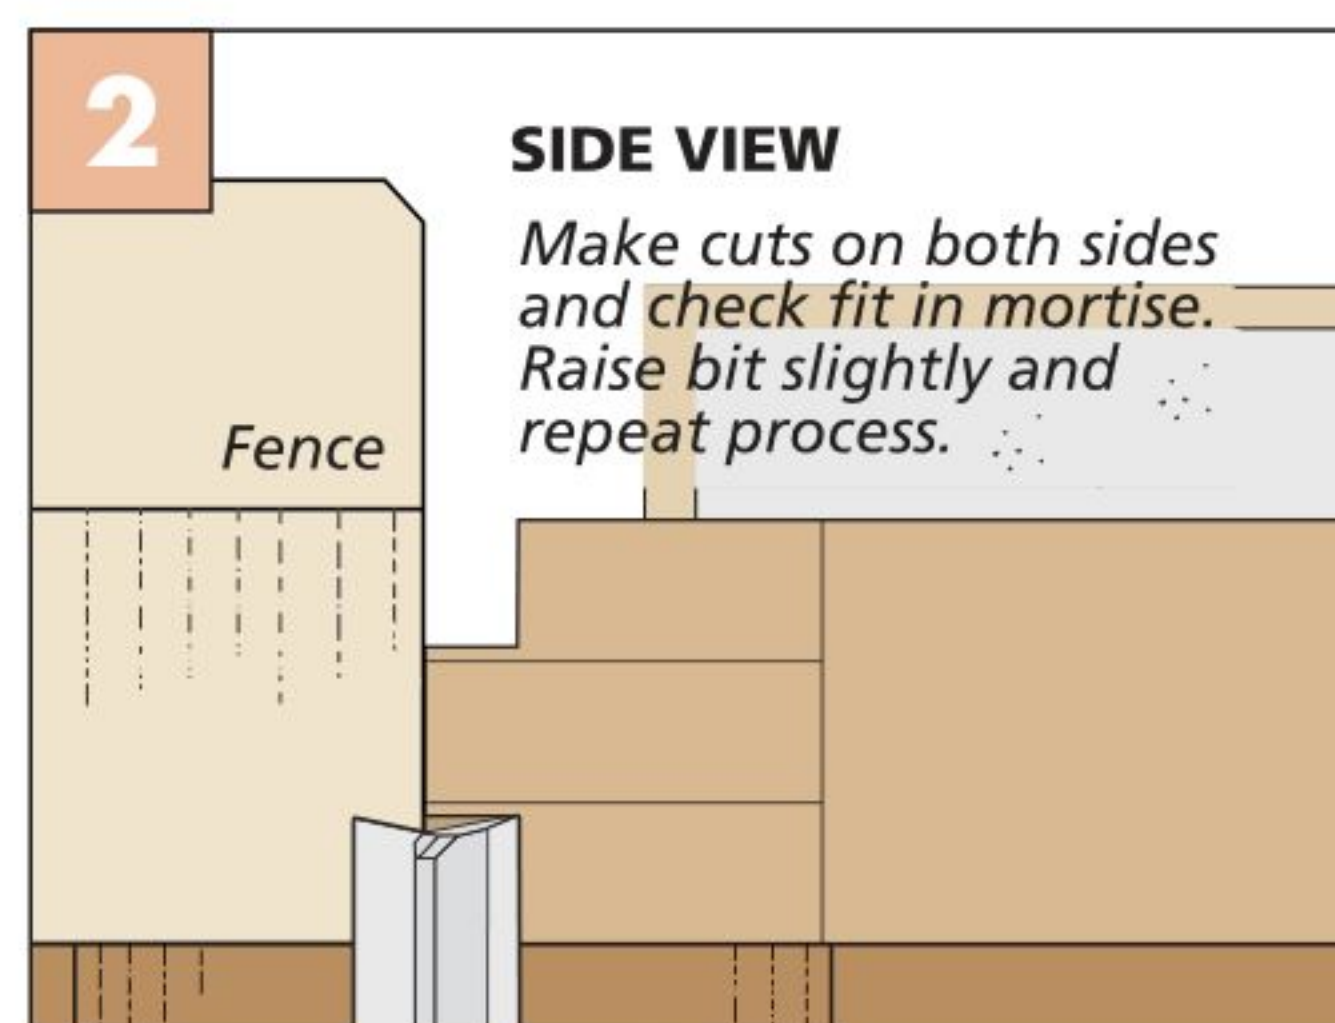 2
SIDE VIEW
Make cuts on both sides
and check fit in mortise.
Raise bit slightly and
repeat process.
Fence